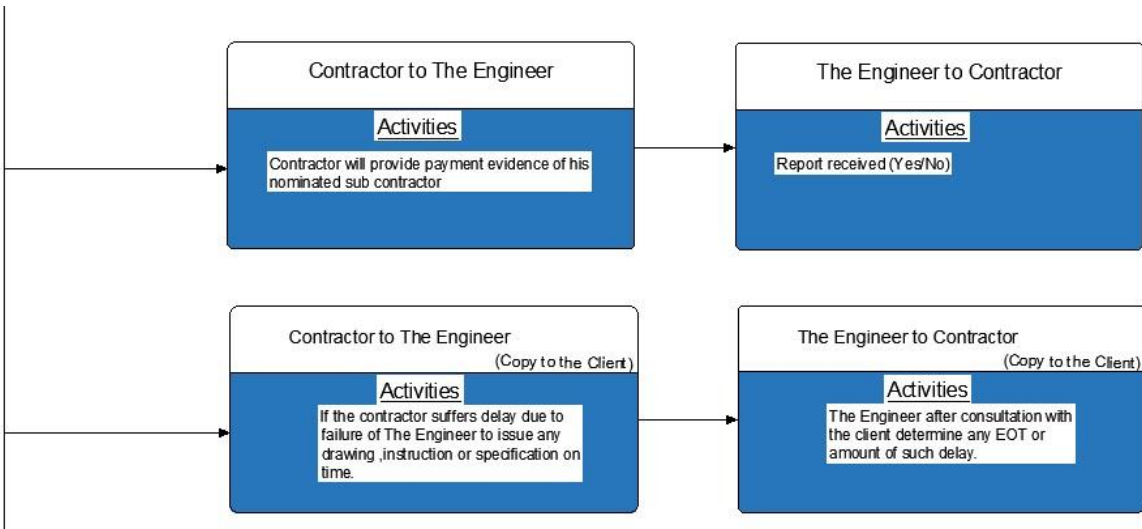 Contractor to The Engineer
Activities
Contractor will provide payment evidence of his
nominated sub contractor
The Engineer to Contractor
Activities
Report received (Yes/No)
Contractor to The Engineer
(Copy to the Client)
Activities
If the contractor suffers delay due to
failure of The Engineer to issue any
drawing ,instruction or specification on
time.
The Engineer to Contractor
(Copy to the Client)
Activities
The Engineer after consultation with
the client determine any EOT or
amount of such delay.